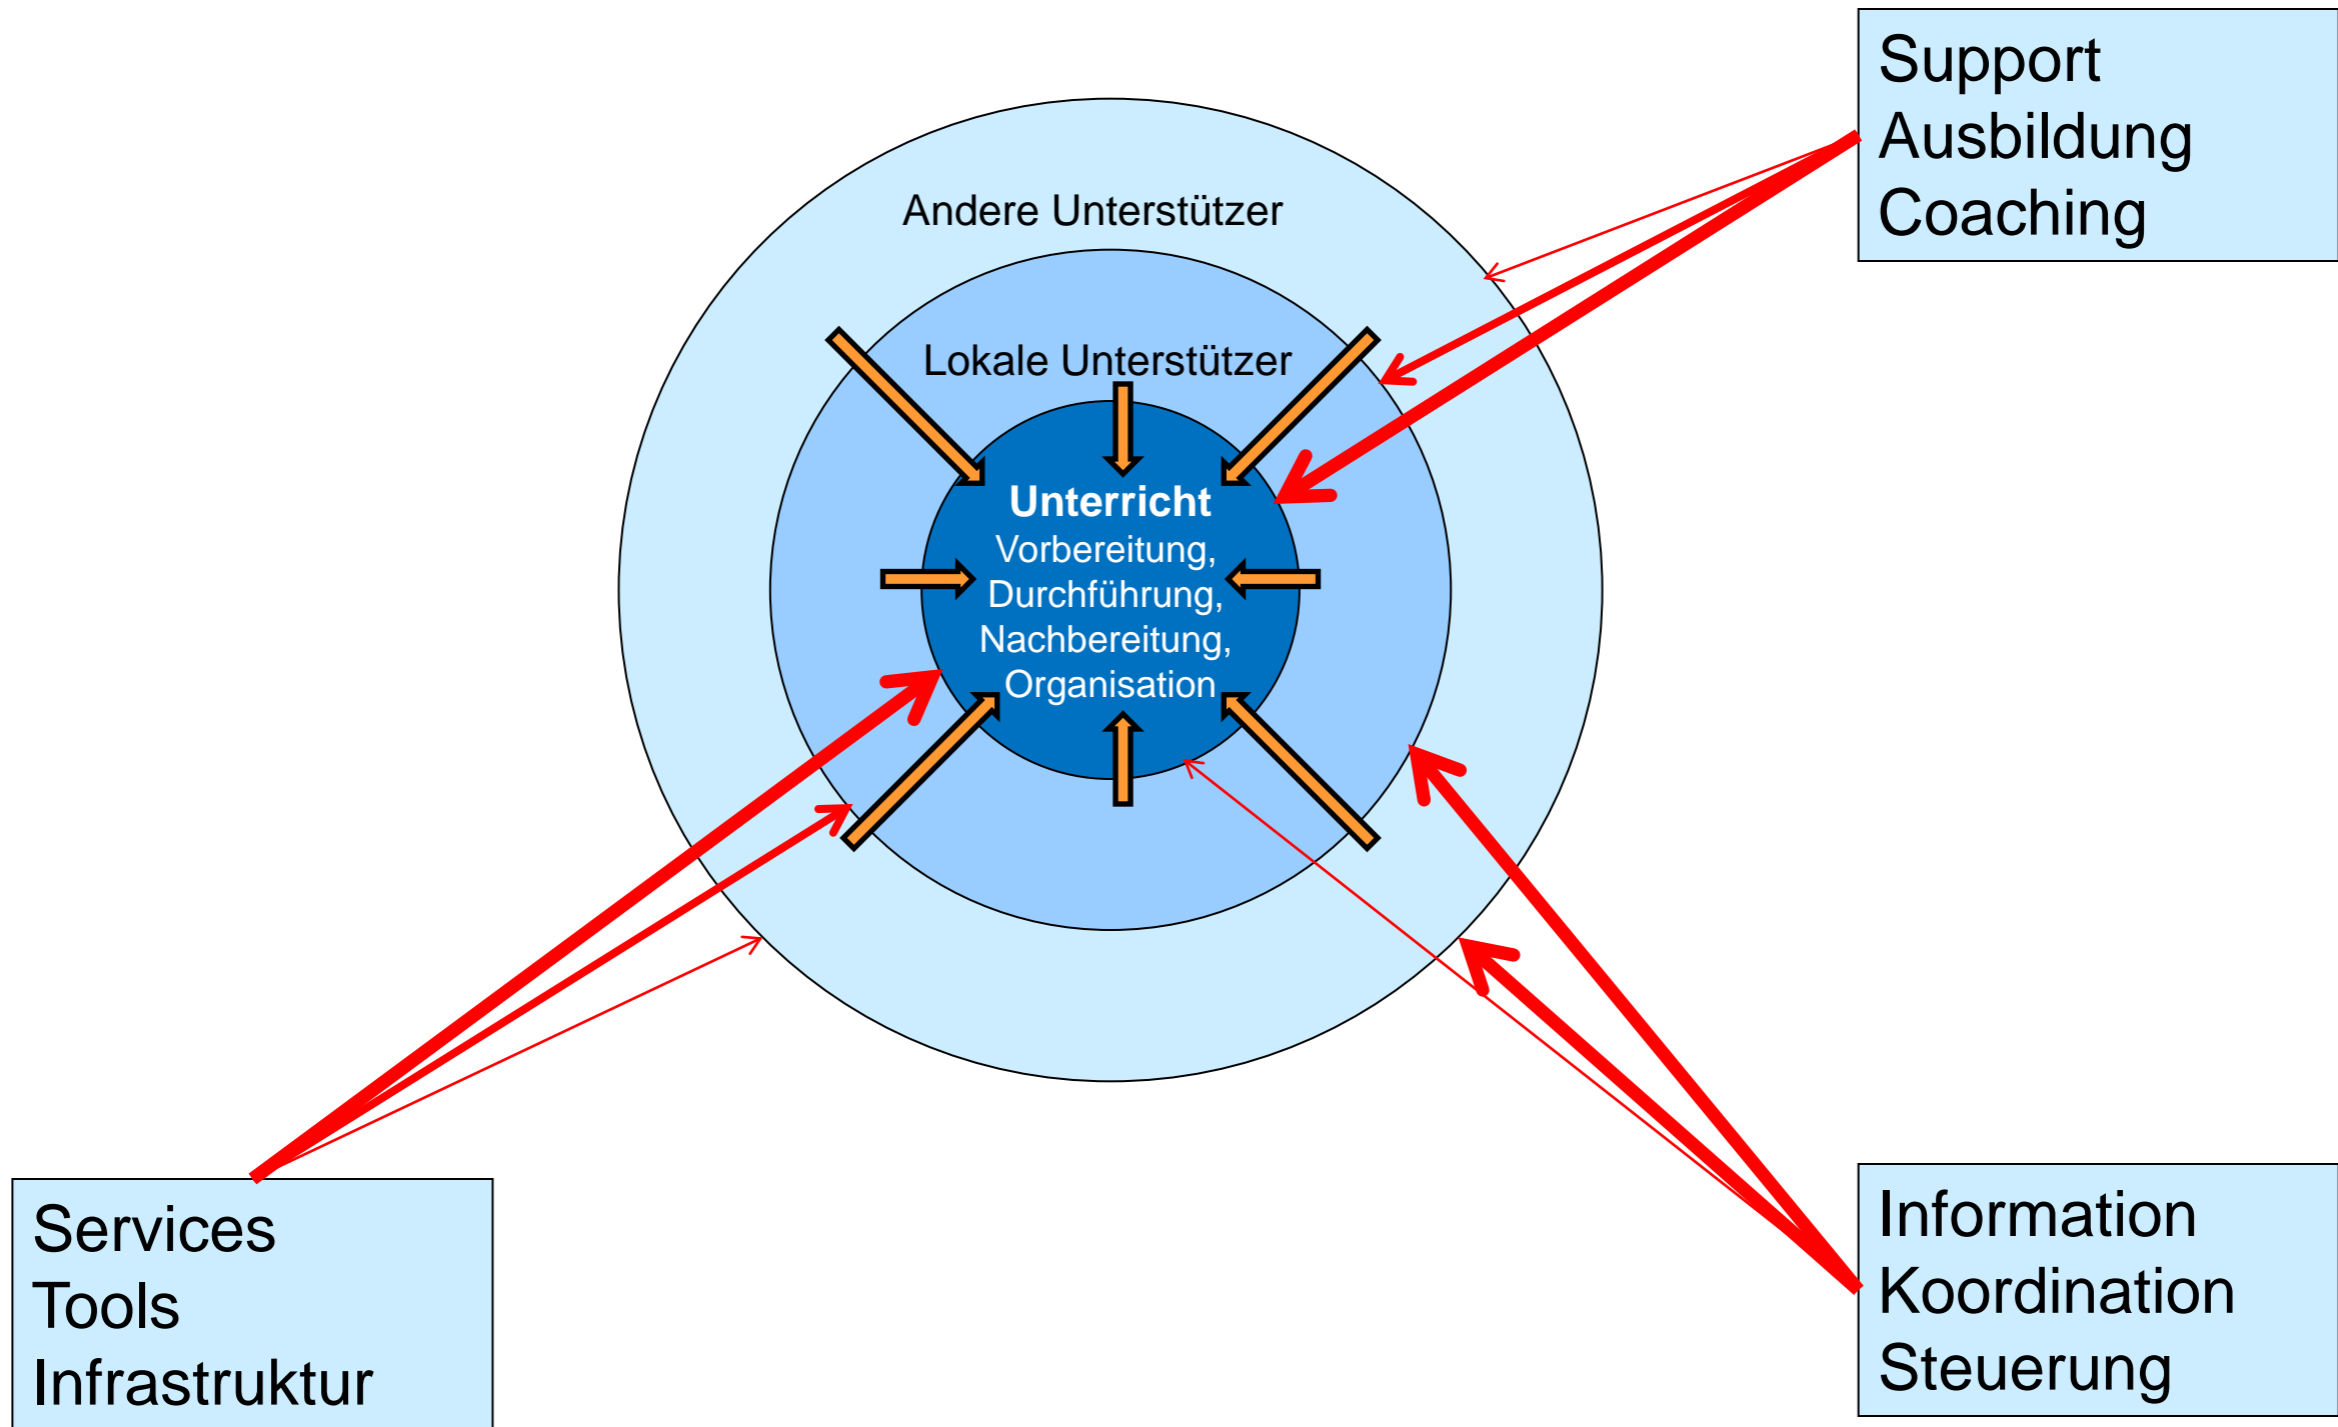 Support
Ausbildung
Coaching
Andere Unterstützer
Lokale Unterstützer
Unterricht
Vorbereitung,
Durchführung,
Nachbereitung,
Organisation
Services
Tools
Infrastruktur
Information
Koordination
Steuerung